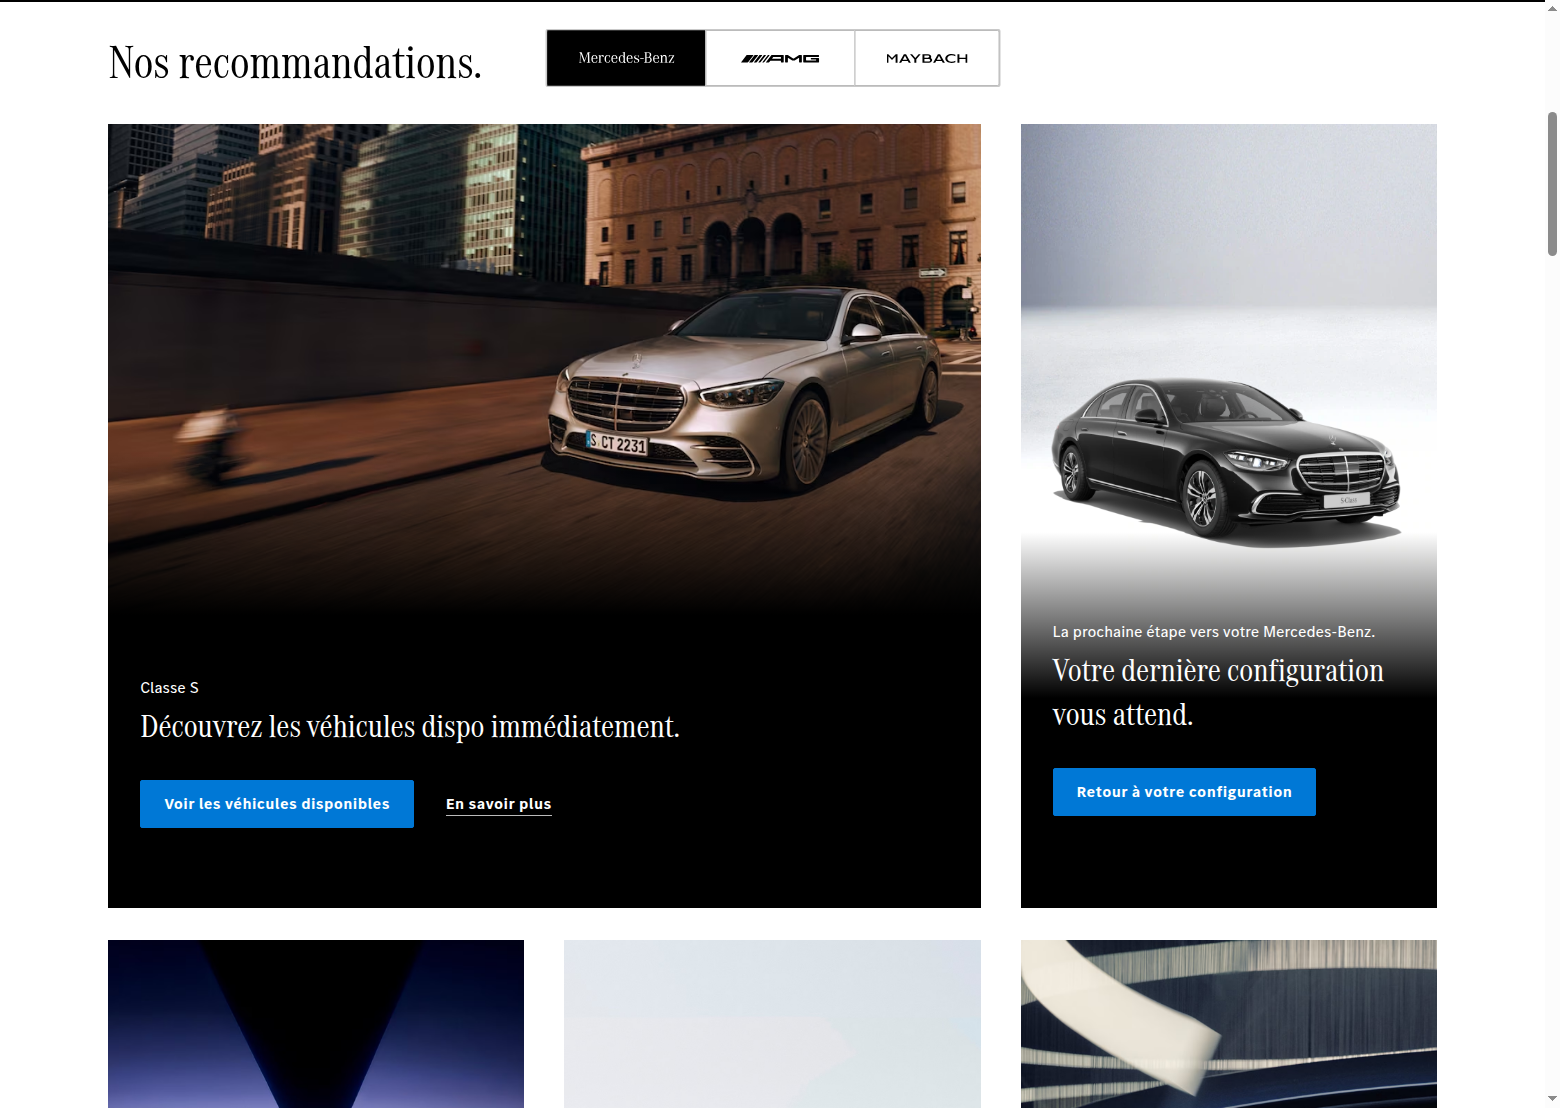 Nos recommandations.
Mercedes-Benz
AMG
MAYBACH
S CT 2231
S Class
Classe S
Découvrez les véhicules dispo immédiatement.
Voir les véhicules disponibles
En savoir plus
La prochaine étape vers votre Mercedes-Benz.
Votre dernière configuration
vous attend.
Retour à votre configuration